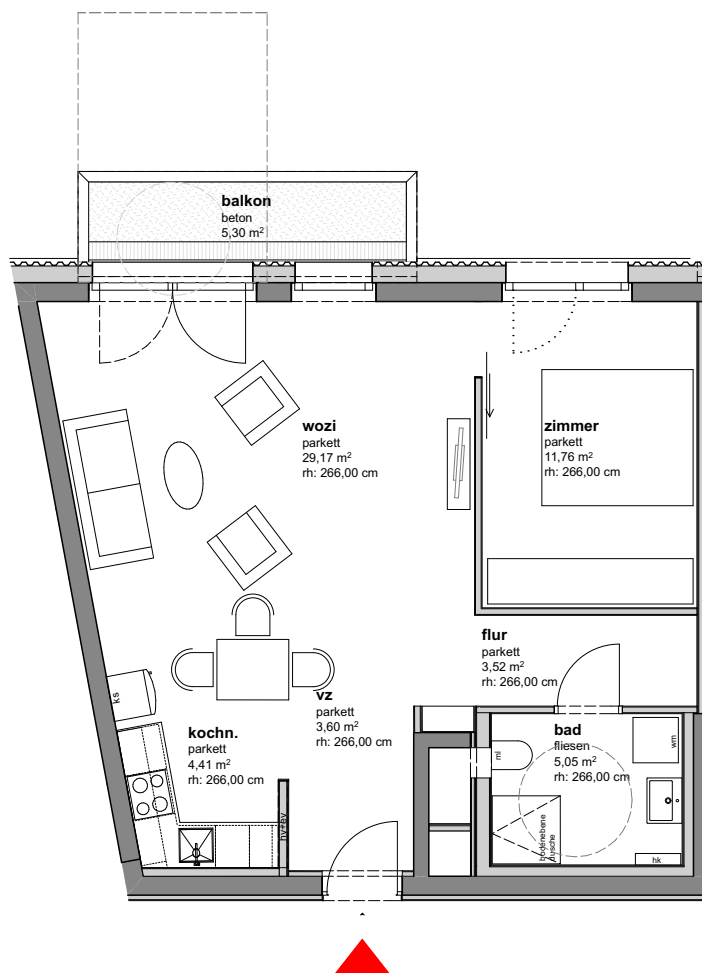 balkon
beton
5,30 m²
wozi
parkett
29,17 m²
rh: 266,00 cm
zimmer
parkett
11,76 m²
rh: 266,00 cm
flur
parkett
3,52 m²
rh: 266,00 cm
vz
parkett
3,60 m²
rh: 266,00 cm
ks
kochn.
parkett
4,41 m²
rh: 266,00 cm
hv+ev
bad
fliesen
5,05 m²
rh: 266,00 cm
ml
wm
bodenebene
dusche
hk